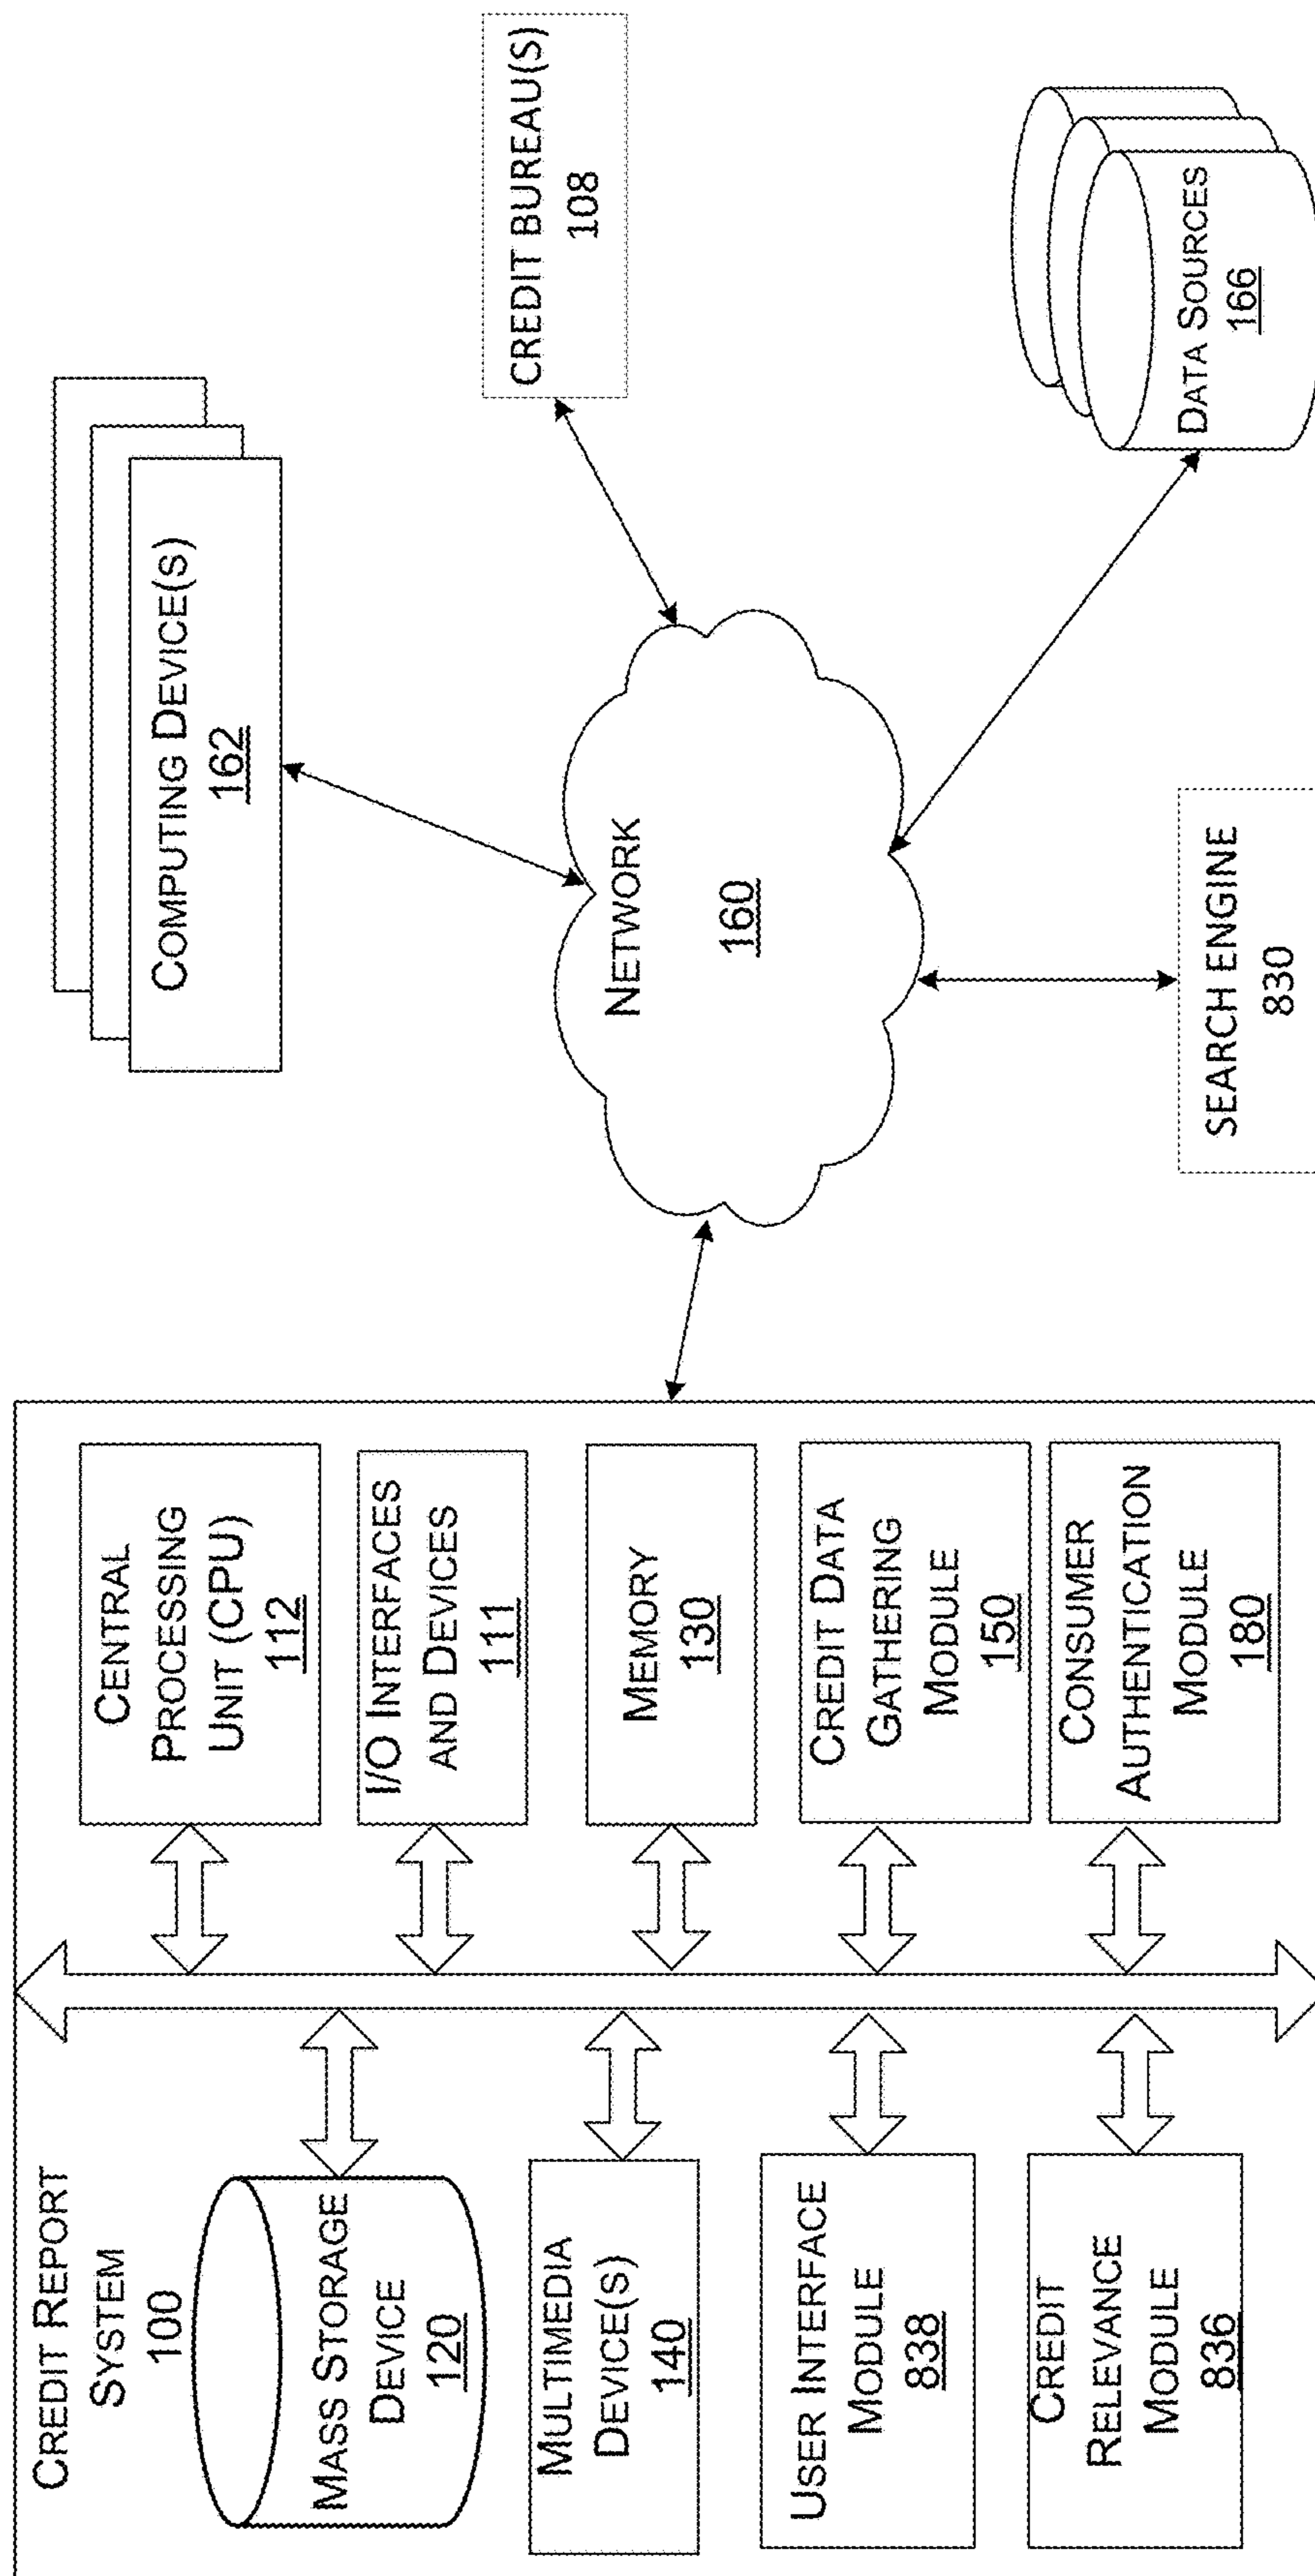 CREDIT REPORT
SYSTEM
100
MASS STORAGE
DEVICE
120
MULTIMEDIA
DEVICE(S)
140
USER INTERFACE
MODULE
838
CREDIT
RELEVANCE
MODULE
836
CENTRAL
PROCESSING
UNIT (CPU)
112
I/O INTERFACES
AND DEVICES
111
MEMORY
130
CREDIT DATA
GATHERING
MODULE
150
CONSUMER
AUTHENTICATION
MODULE
180
COMPUTING DEVICE(S)
162
NETWORK
160
SEARCH ENGINE
830
CREDIT BUREAU(S)
108
DATA SOURCES
166